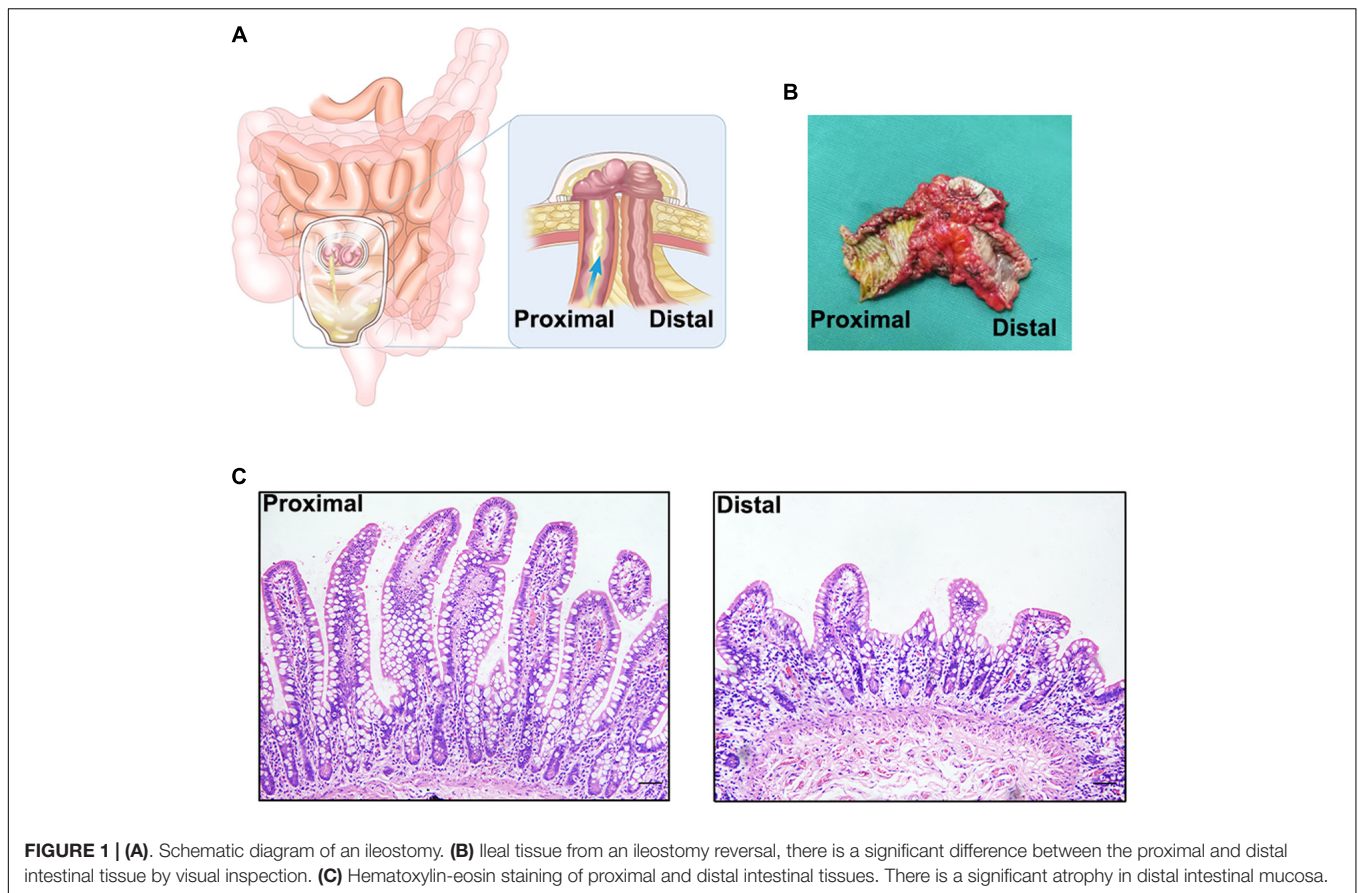 A
B
Proximal Distal
Proximal
Distal
C
Proximal
Distal
FIGURE 1 | (A). Schematic diagram of an ileostomy. (B) Ileal tissue from an ileostomy reversal, there is a significant difference between the proximal and distal
intestinal tissue by visual inspection. (C) Hematoxylin-eosin staining of proximal and distal intestinal tissues. There is a significant atrophy in distal intestinal mucosa.